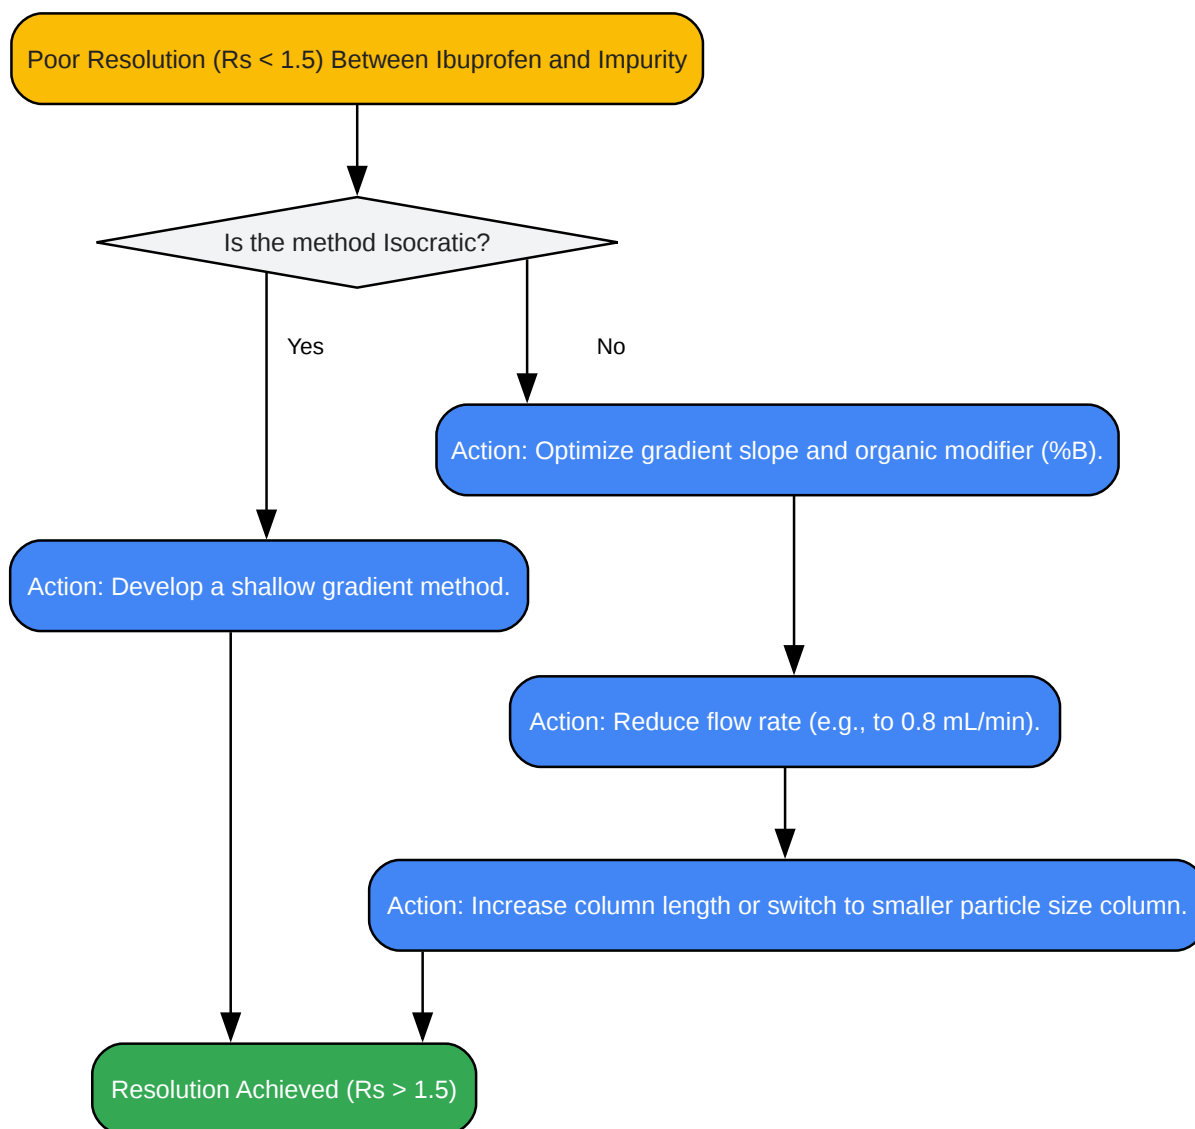 Poor Resolution (Rs < 1.5) Between Ibuprofen and Impurity
Is the method Isocratic?
Yes
No
Action: Optimize gradient slope and organic modifier (%B).
Action: Develop a shallow gradient method.
Action: Reduce flow rate (e.g., to 0.8 mL/min).
Action: Increase column length or switch to smaller particle size column.
Resolution Achieved (Rs > 1.5)